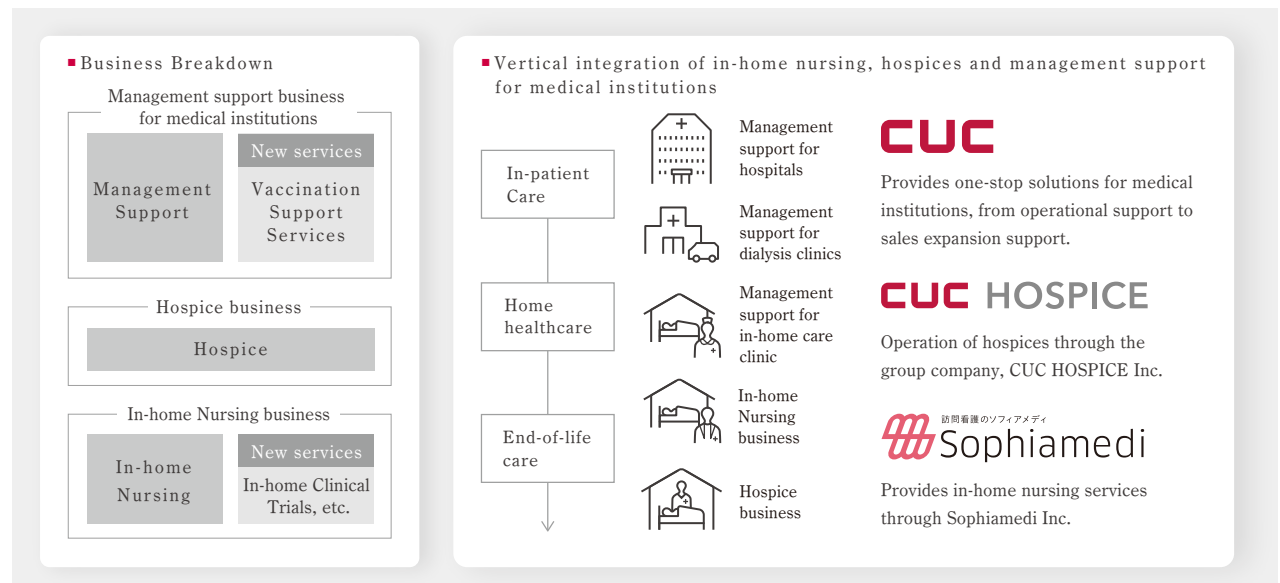 Business Breakdown
Management support business
for medical institutions
Management
Support
New services
Vaccination
Support
Services
Hospice business
Hospice
In-home Nursing business
In-home
Nursing
New services
In-home Clinical
Trials, etc.
Vertical integration of in-home nursing, hospices and management support
for medical institutions
In-patient
Care
Home
healthcare
End-of-life
care
Management
support for
hospitals
Management
support for
dialysis clinics
Management
support for
in-home care
clinic
In-home
Nursing
business
Hospice
business
CUC
Provides one-stop solutions for medical
institutions, from operational support to
sales expansion support.
CUC HOSPICE
Operation of hospices through the
group company, CUC HOSPICE Inc.
訪問看護のソフィアメディ
Sophiamedi
Provides in-home nursing services
through Sophiamedi Inc.